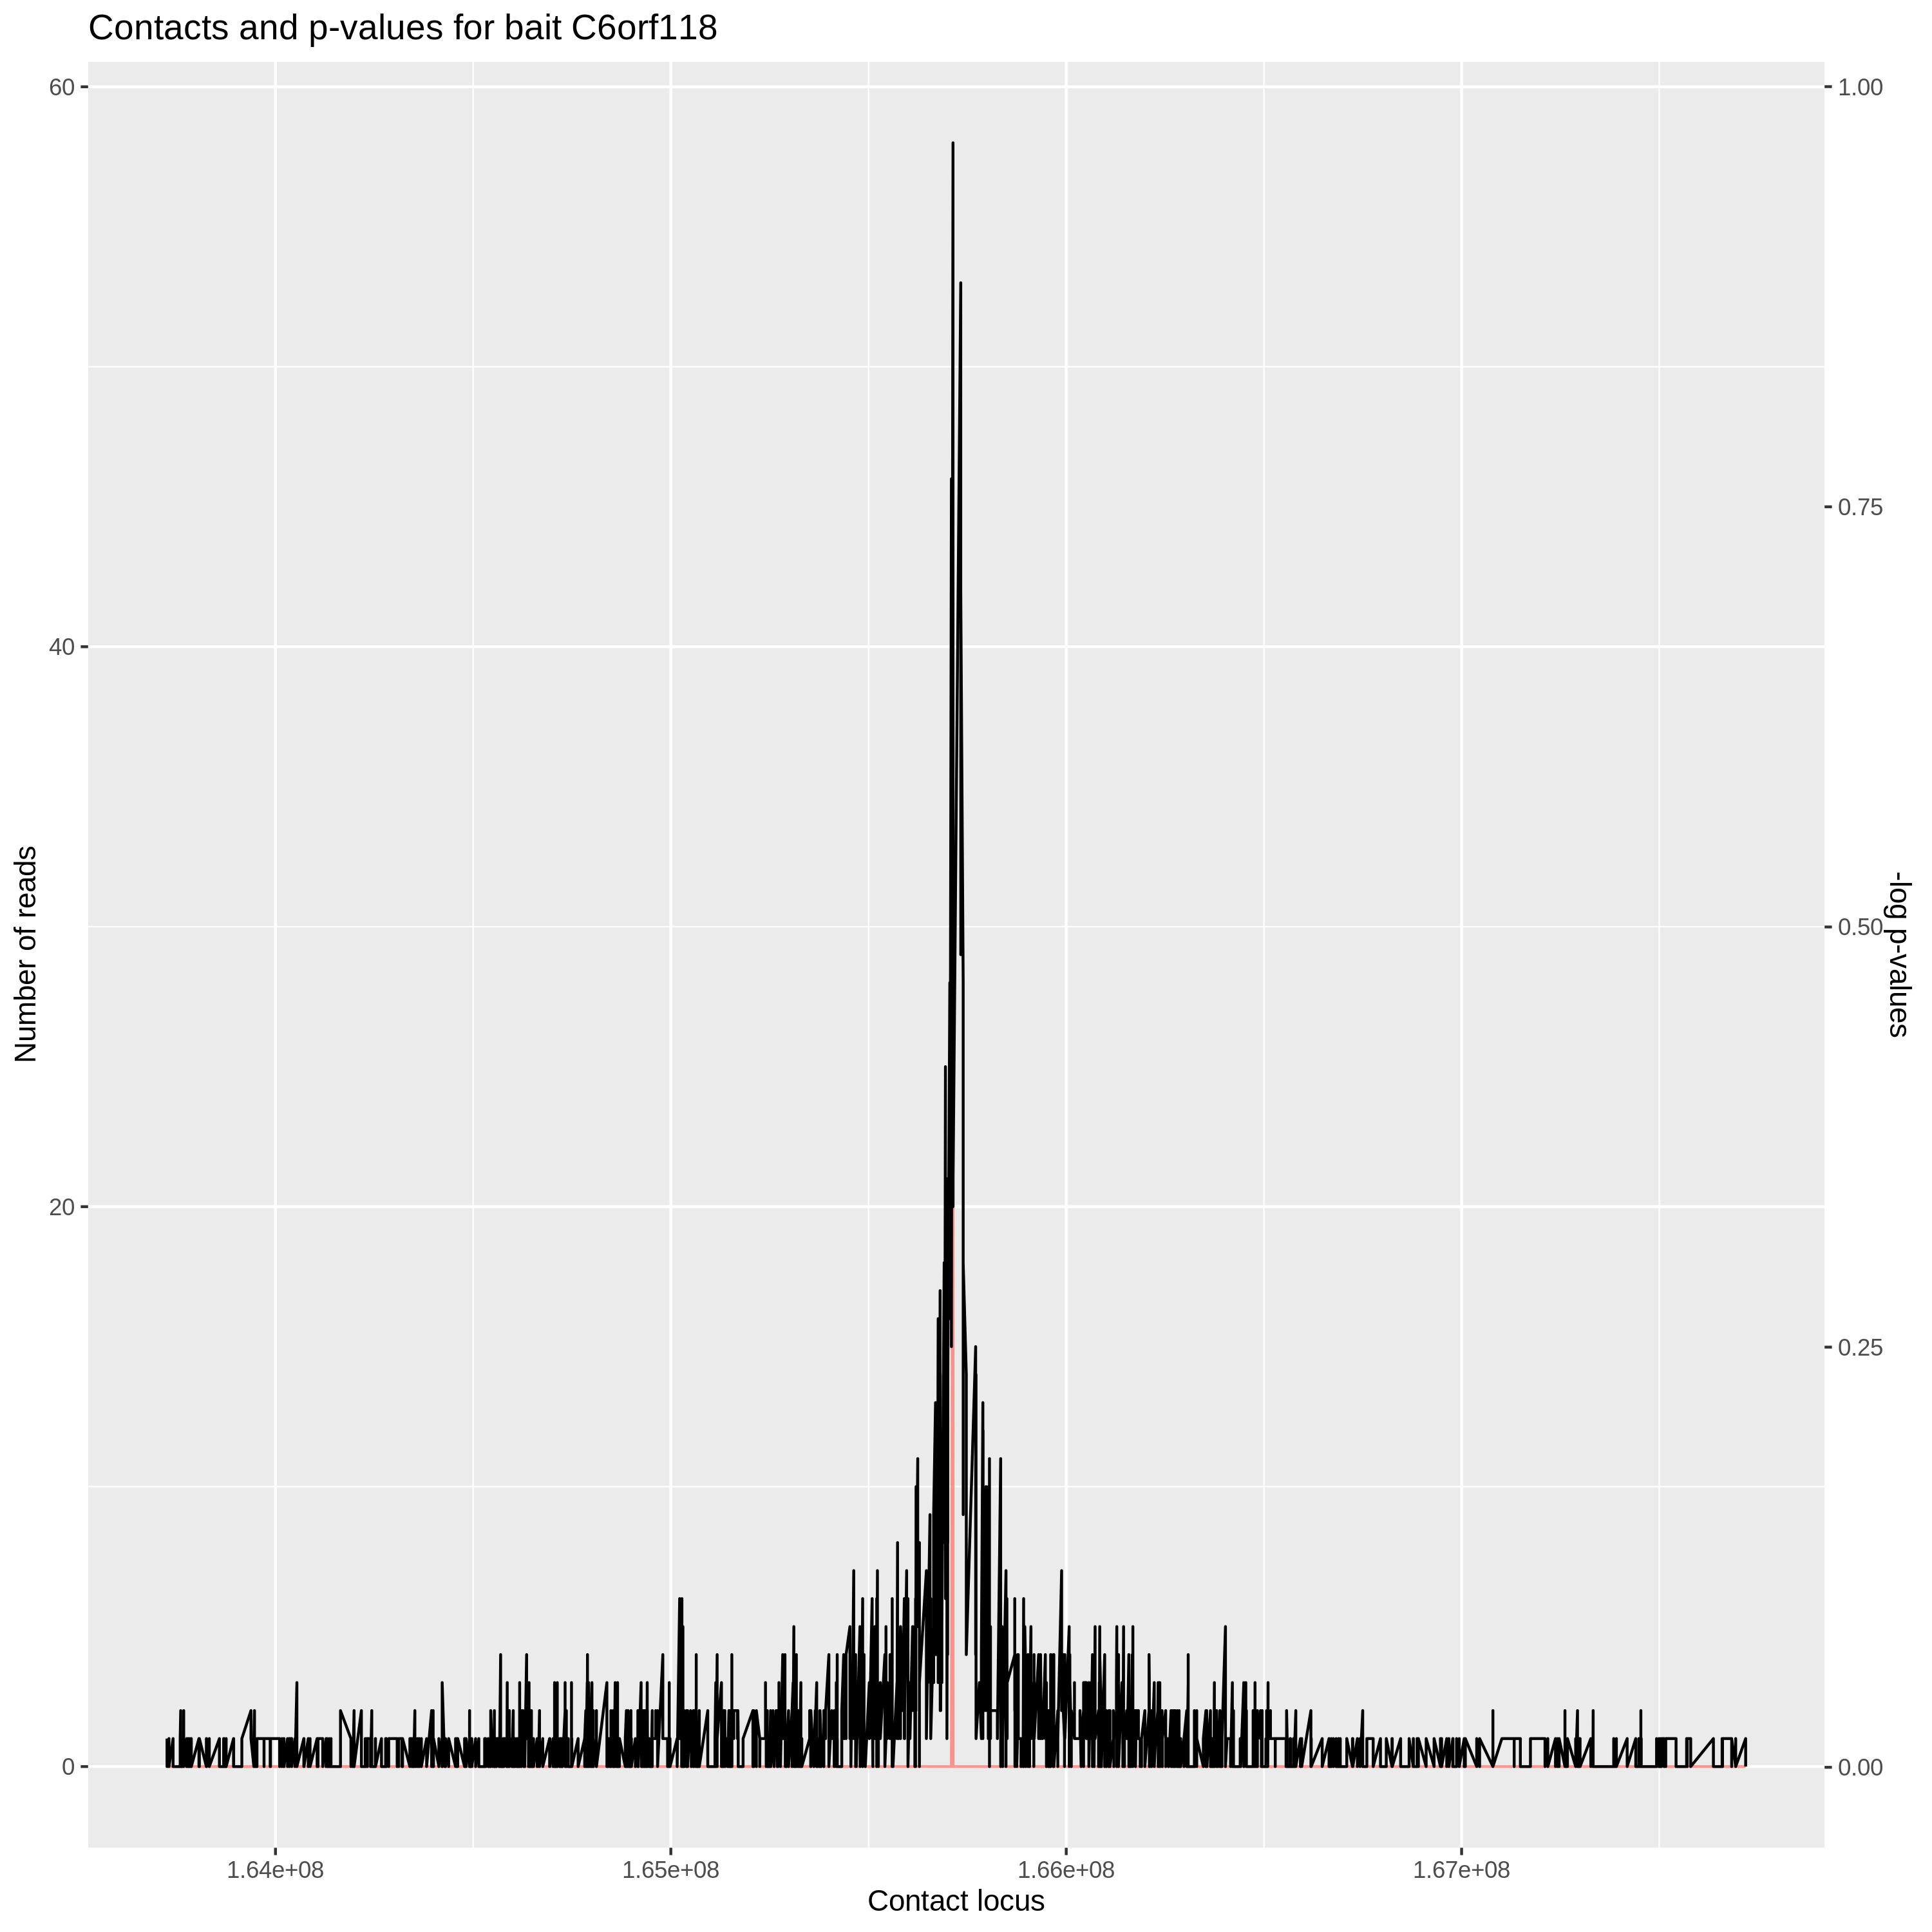 Contacts and p-values for bait C6orf118
60
40
20
0
Number of reads
1.00
0.75
0.50
0.25
0.00
-log p-values
1.64e+08
1.65e+08
1.66e+08
1.67e+08
Contact locus